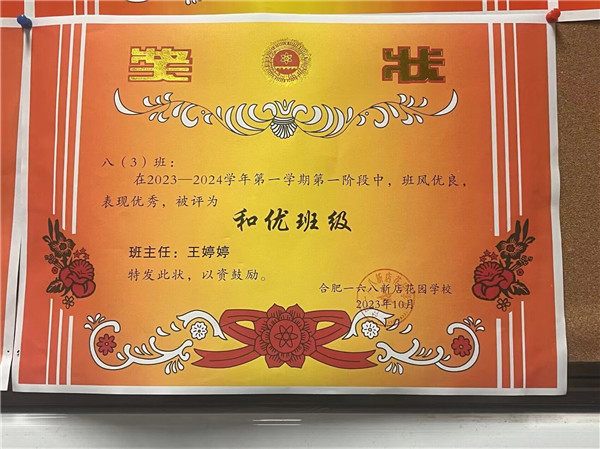 奖状
八（3）班：
在2023—2024学年第一学期第一阶段中，班风优良，
表现优秀，被评为
和优班级
班主任：王婷婷
特发此状，以资鼓励。
合肥一六八新店花园学校
2023年10月